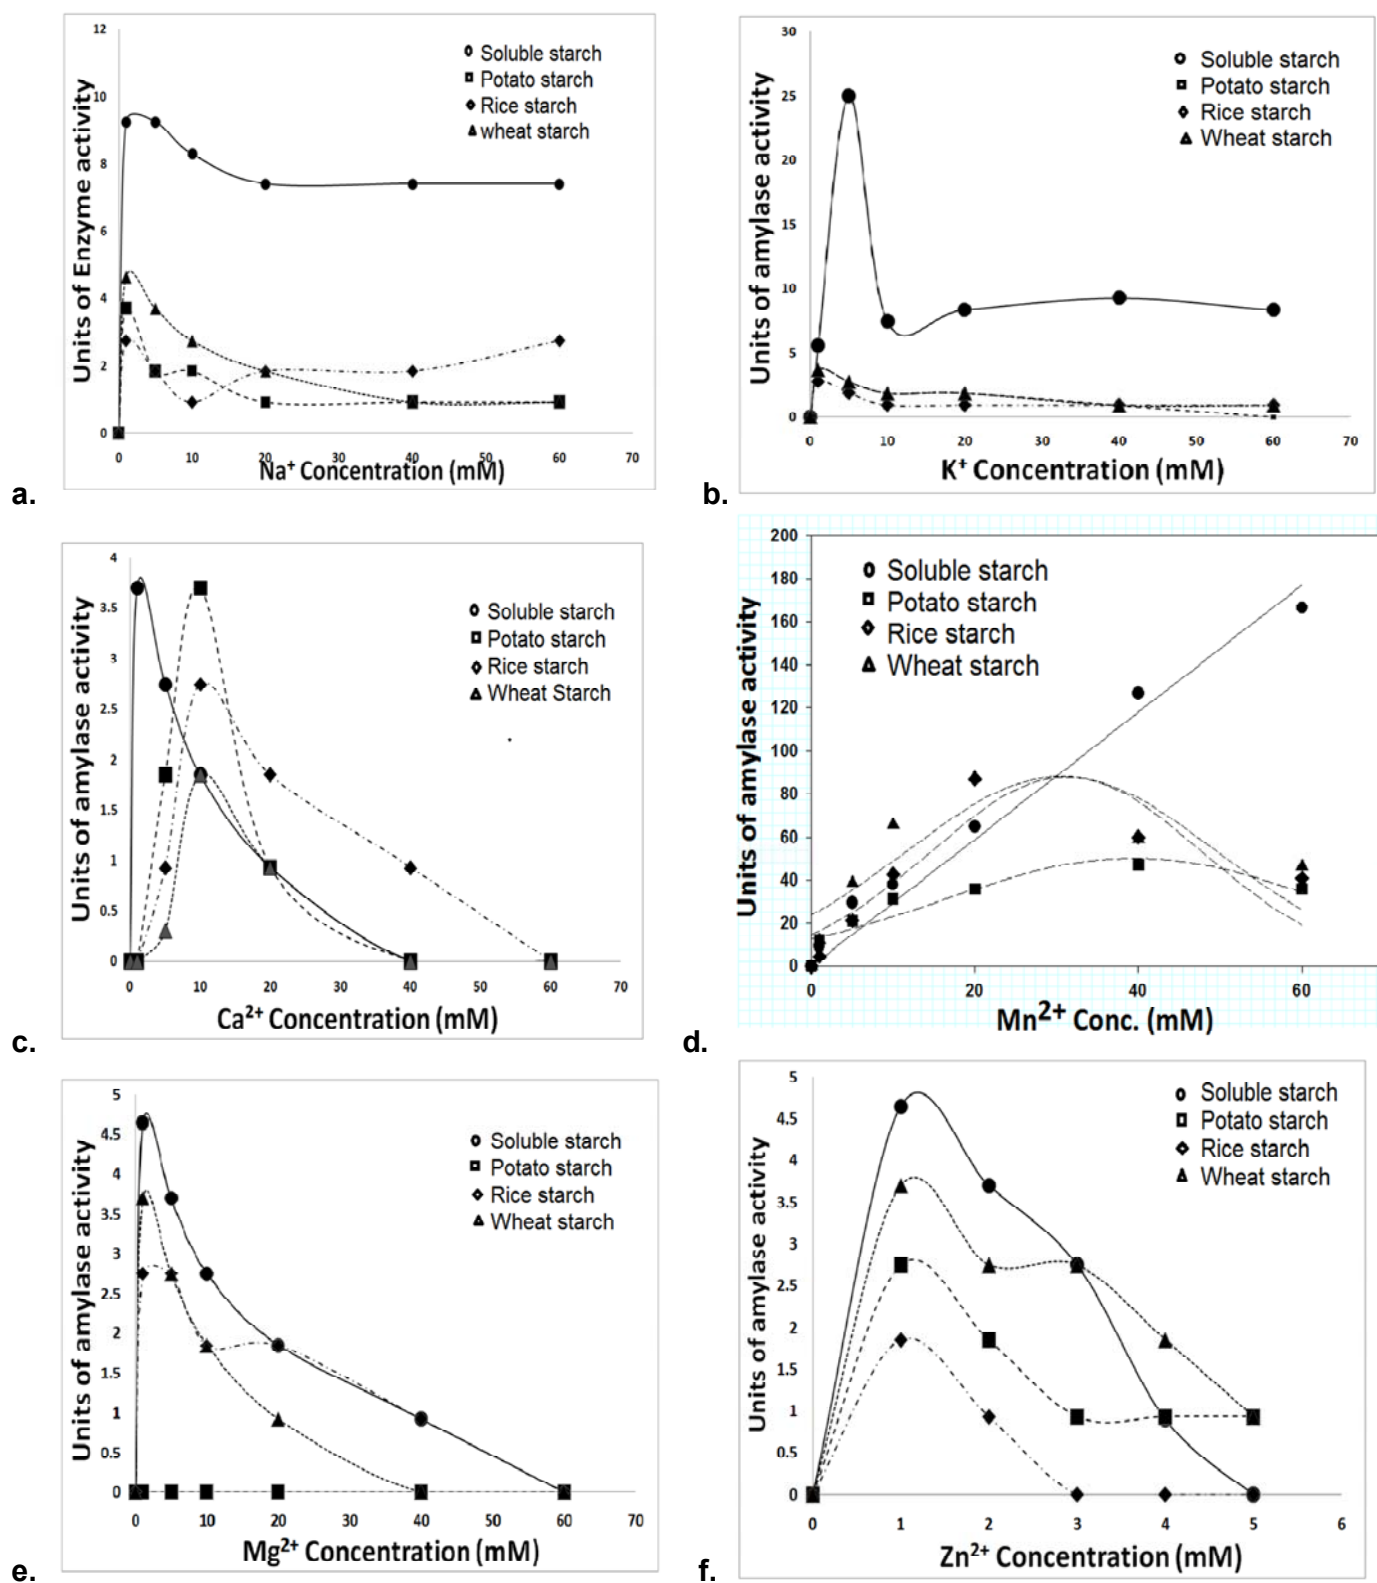 12
10
8
6
4
2
0
Units of Enzyme activity
Soluble starch
Potato starch
Rice starch
wheat starch
0 10 20 30 40 50 60 70
Na⁺ Concentration (mM)
a.
30
25
20
15
10
5
0
Units of amylase activity
Soluble starch
Potato starch
Rice starch
Wheat starch
0 10 20 30 40 50 60 70
K⁺ Concentration (mM)
b.
4
3.5
3
2.5
2
1.5
1
0.5
0
Units of amylase activity
Soluble starch
Potato starch
Rice starch
Wheat Starch
0 10 20 30 40 50 60 70
Ca²⁺ Concentration (mM)
c.
200
180
160
140
120
100
80
60
40
20
0
Units of amylase activity
Soluble starch
Potato starch
Rice starch
Wheat starch
0 20 40 60
Mn²⁺ Conc. (mM)
d.
5
4.5
4
3.5
3
2.5
2
1.5
1
0.5
0
Units of amylase activity
Soluble starch
Potato starch
Rice starch
Wheat starch
0 10 20 30 40 50 60 70
Mg²⁺ Concentration (mM)
e.
5
4.5
4
3.5
3
2.5
2
1.5
1
0.5
0
Units of amylase activity
Soluble starch
Potato starch
Rice starch
Wheat starch
0 1 2 3 4 5 6
Zn²⁺ Concentration (mM)
f.